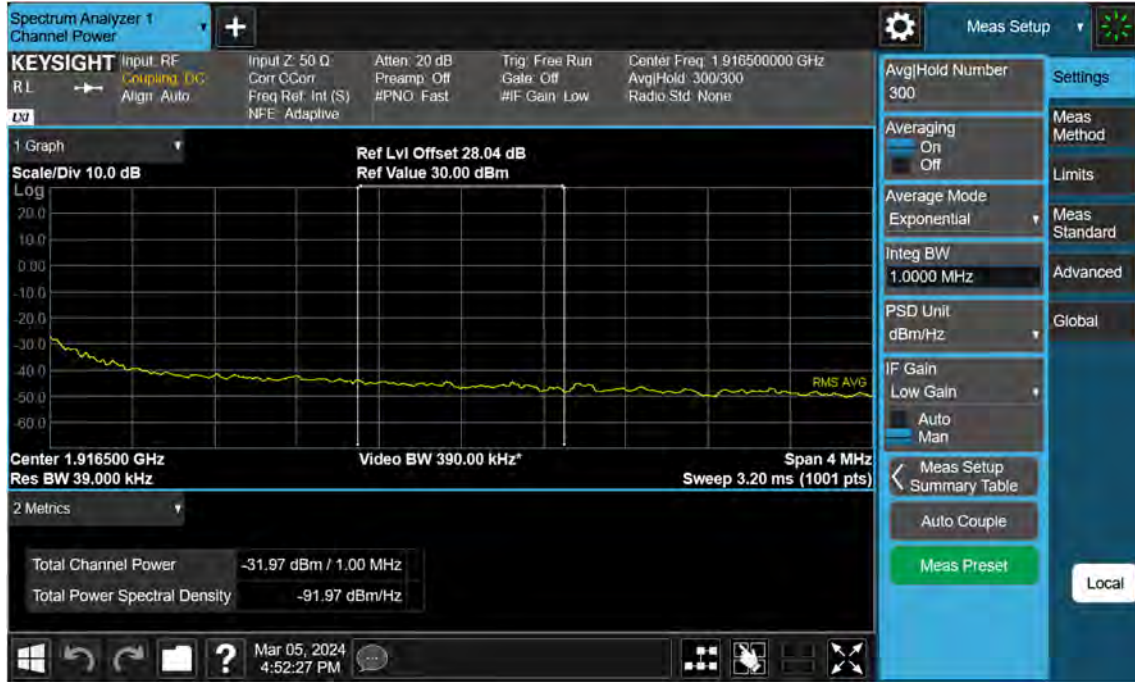 Spectrum Analyzer 1
Channel Power
Meas Setup
KEYSIGHT
RL
LXI
Input: RF
Coupling: DC
Align: Auto
Input Z: 50 Ω
Corr CCorr
Freq Ref: Int (S)
NFE: Adaptive
Atten: 20 dB
Preamp: Off
#PNO: Fast
Trig: Free Run
Gate: Off
#IF Gain: Low
Center Freq: 1.916500000 GHz
Avg|Hold: 300/300
Radio Std: None
1 Graph
Scale/Div 10.0 dB
Ref Lvl Offset 28.04 dB
Ref Value 30.00 dBm
Log
20.0
10.0
0.00
-10.0
-20.0
-30.0
-40.0
-50.0
-60.0
RMS AVG
Center 1.916500 GHz
Video BW 390.00 kHz*
Span 4 MHz
Res BW 39.000 kHz
Sweep 3.20 ms (1001 pts)
2 Metrics
Total Channel Power
-31.97 dBm / 1.00 MHz
Total Power Spectral Density
-91.97 dBm/Hz
Mar 05, 2024
4:52:27 PM
?
Avg|Hold Number
300
Averaging
On
Off
Average Mode
Exponential
Integ BW
1.0000 MHz
PSD Unit
dBm/Hz
IF Gain
Low Gain
Auto
Man
Meas Setup
Summary Table
Auto Couple
Meas Preset
Settings
Meas
Method
Limits
Meas
Standard
Advanced
Global
Local